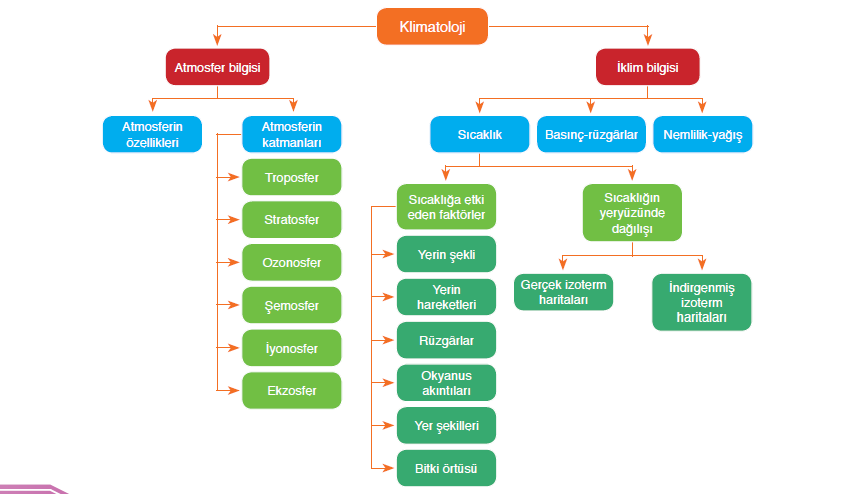 Klimatoloji
Atmosfer bilgisi
İklim bilgisi
Atmosferin
özellikleri
Atmosferin
katmanları
Sıcaklık
Basınç-rüzgârlar
Nemlilik-yağış
Troposfer
Stratosfer
Ozonosfer
Şemosfer
İyonosfer
Ekzosfer
Sıcaklığa etki
eden faktörler
Yerin şekli
Yerin
hareketleri
Rüzgârlar
Okyanus
akıntıları
Yer şekilleri
Bitki örtüsü
Sıcaklığın
yeryüzünde
dağılışı
Gerçek izoterm
haritaları
İndirgenmiş
izoterm
haritaları